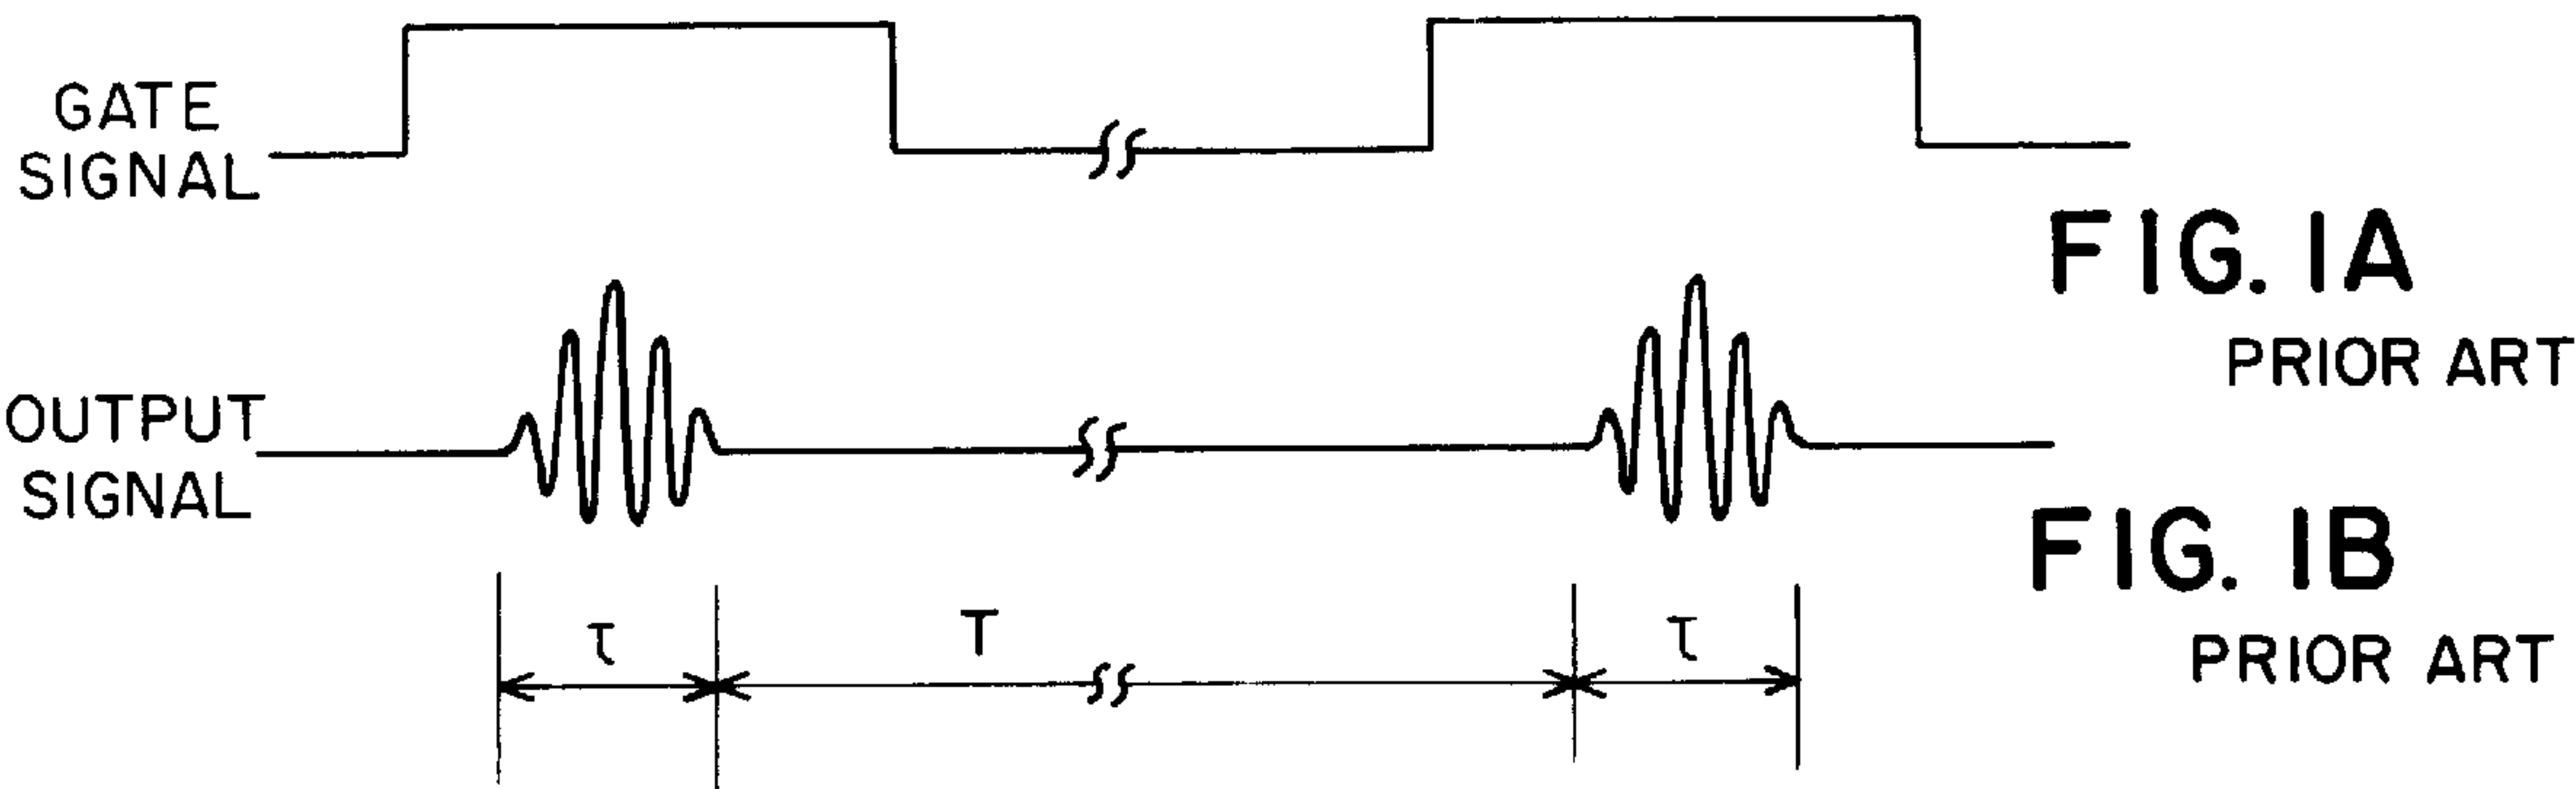 GATE
SIGNAL
FIG. 1A
PRIOR ART
OUTPUT
SIGNAL
FIG. 1B
PRIOR ART
τ
T
τ